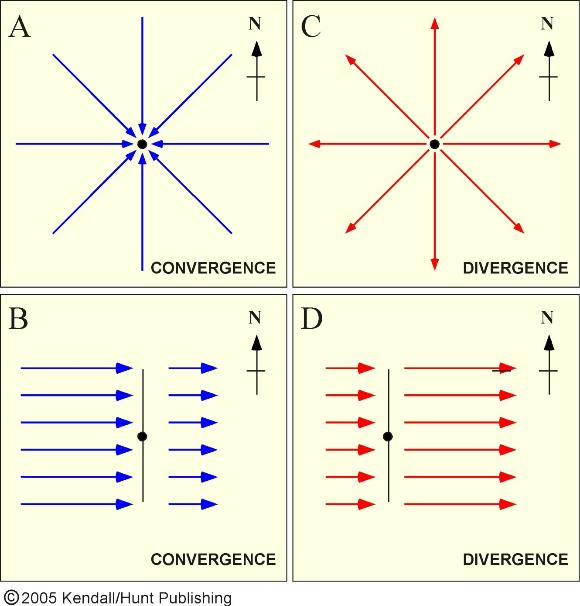 A
N
CONVERGENCE
C
N
DIVERGENCE
B
N
CONVERGENCE
D
N
DIVERGENCE
©2005 Kendall/Hunt Publishing